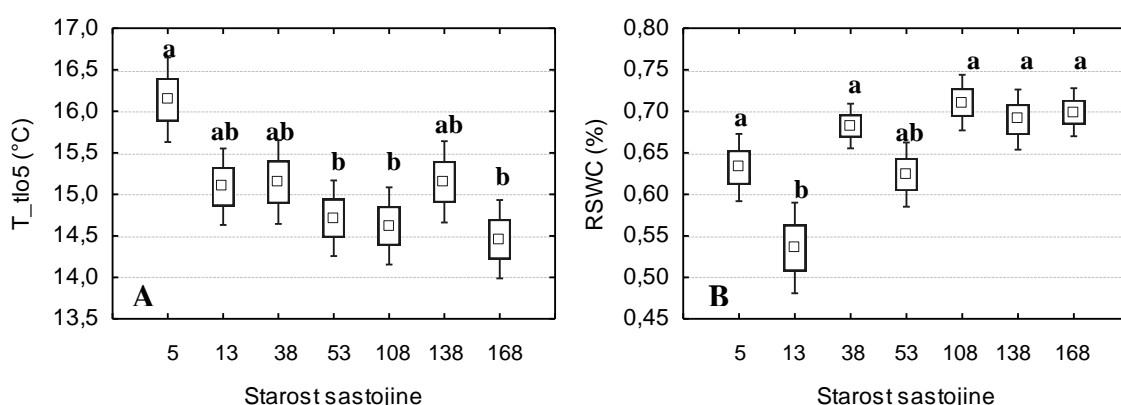 T_tlo5 (°C)
17,0
16,5
16,0
15,5
15,0
14,5
14,0
13,5
a
ab
ab
b
b
ab
b
A
5 13 38 53 108 138 168
Starost sastojine
RSWC (%)
0,80
0,75
0,70
0,65
0,60
0,55
0,50
0,45
a
b
a
ab
a
a
a
B
5 13 38 53 108 138 168
Starost sastojine